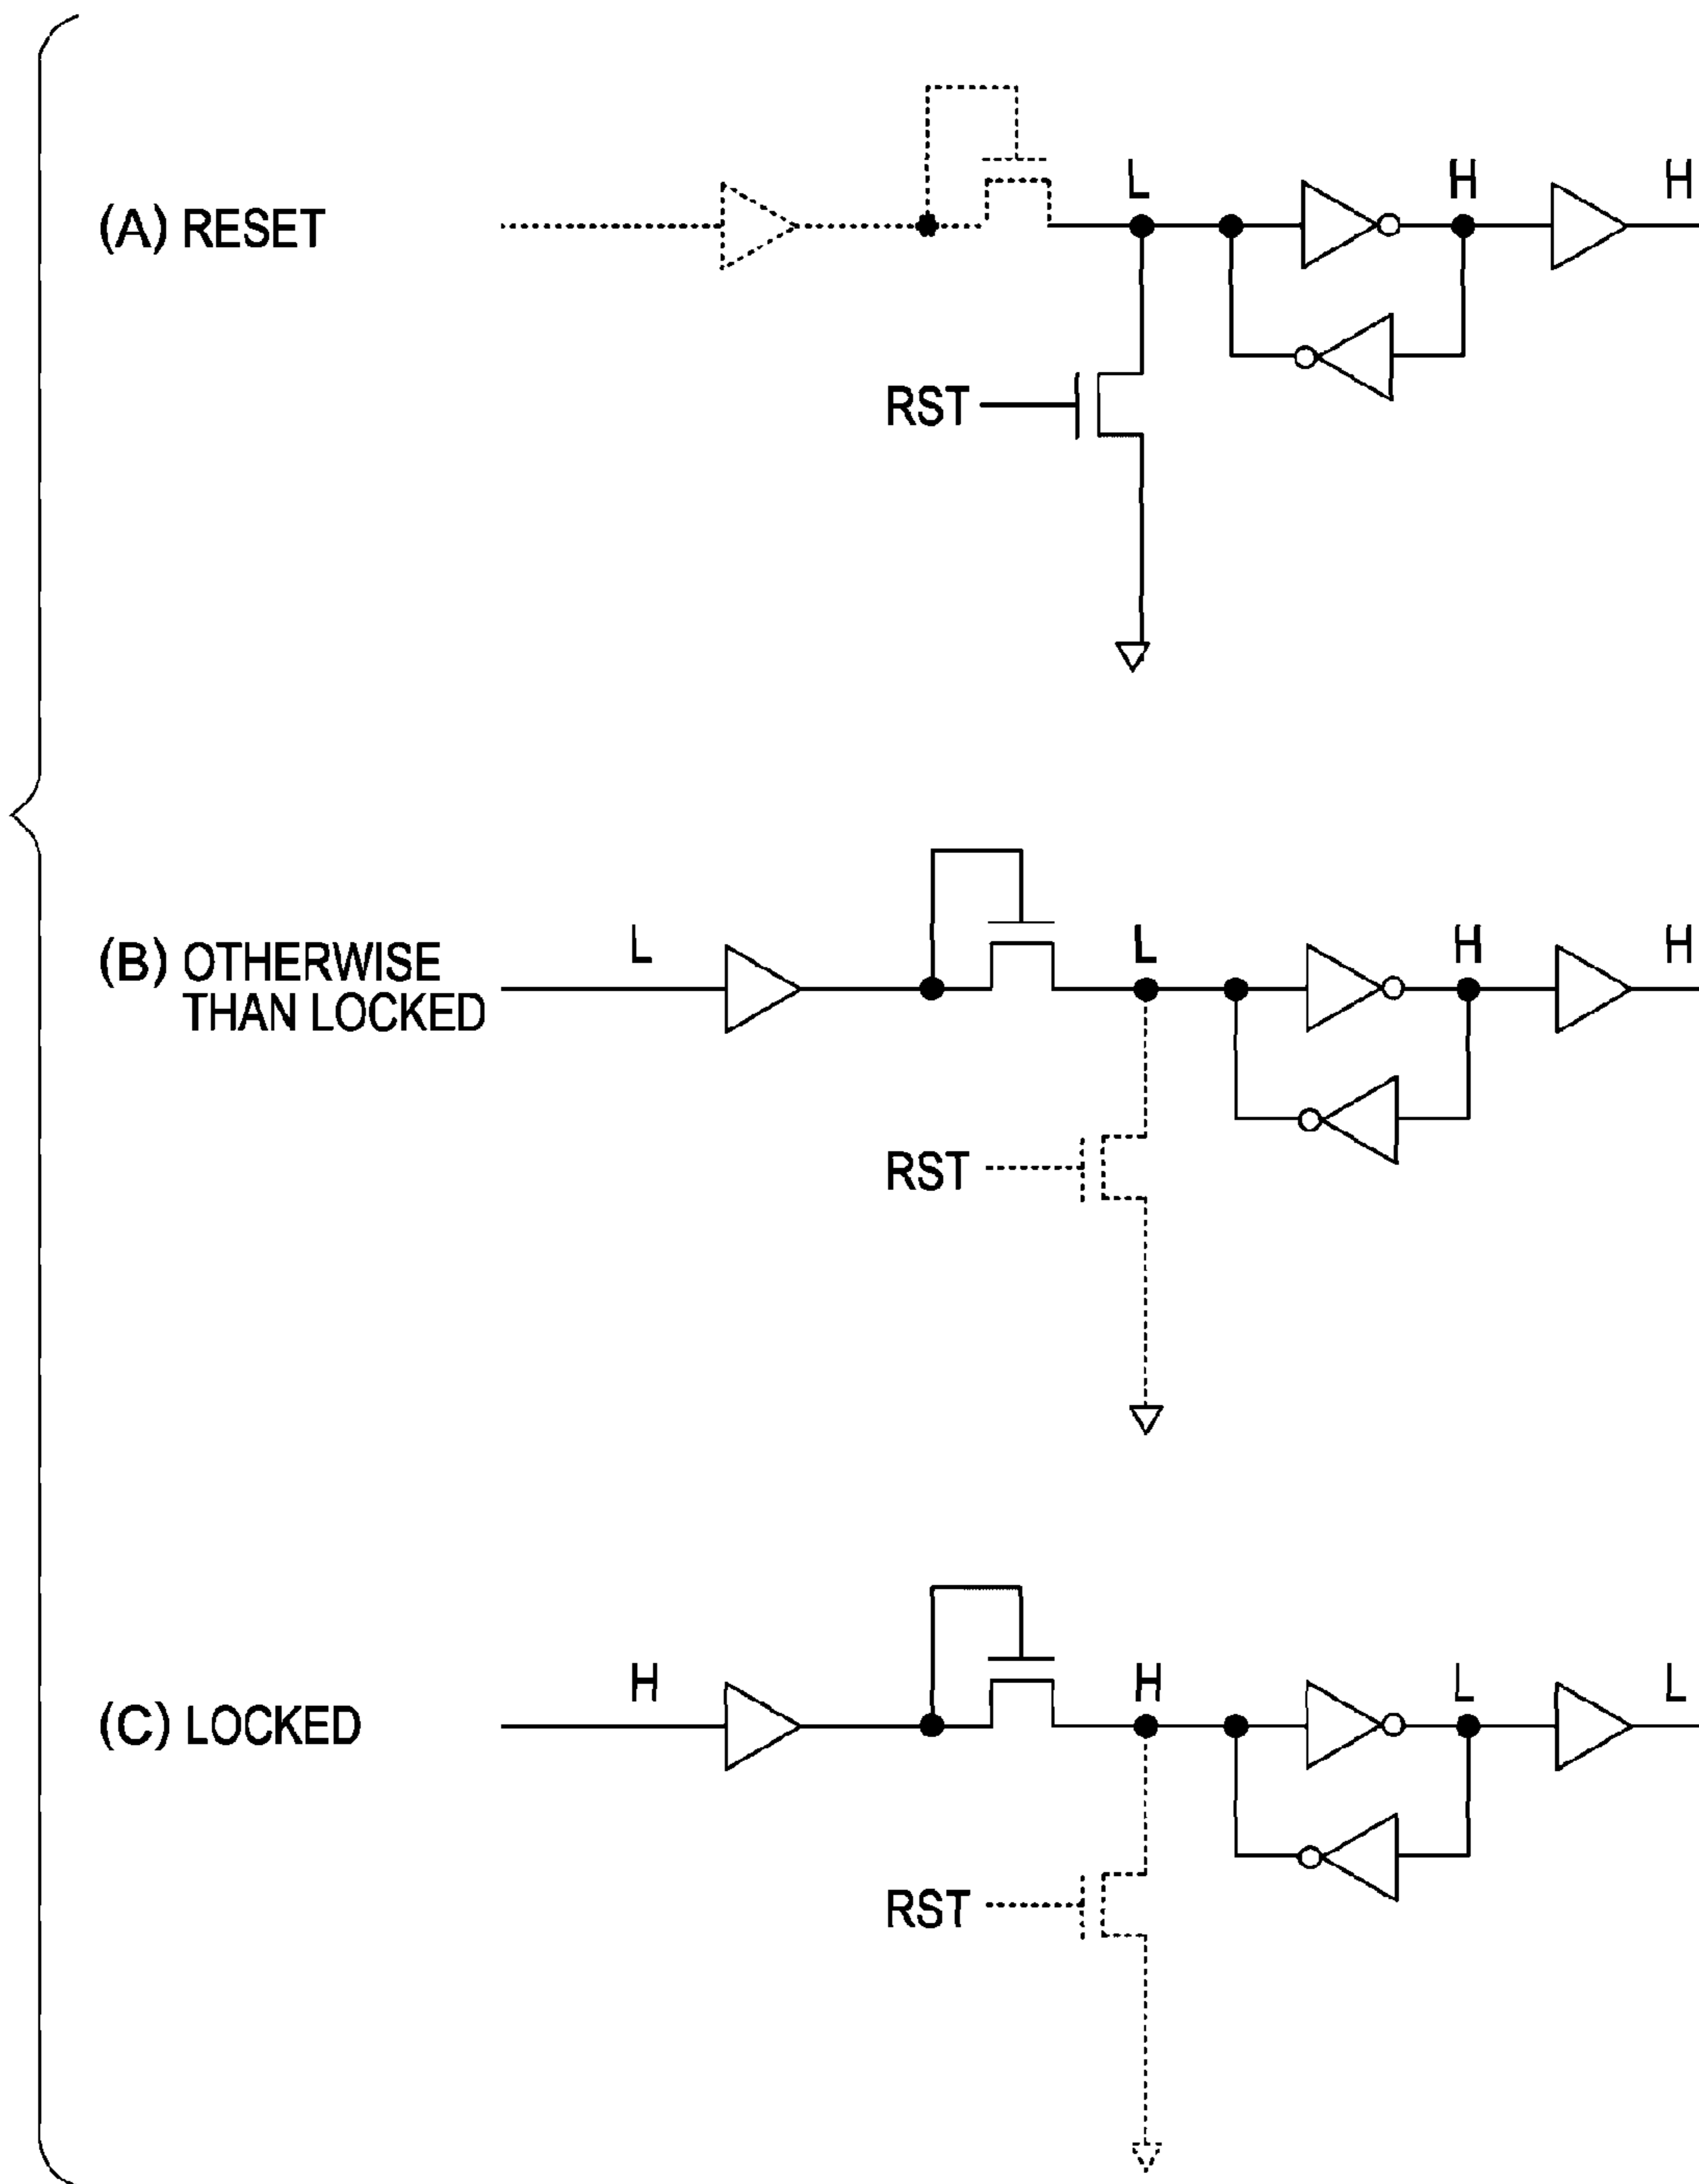 L H H
(A) RESET
RST
L L H H
(B) OTHERWISE
THAN LOCKED
RST
H H L L
(C) LOCKED
RST